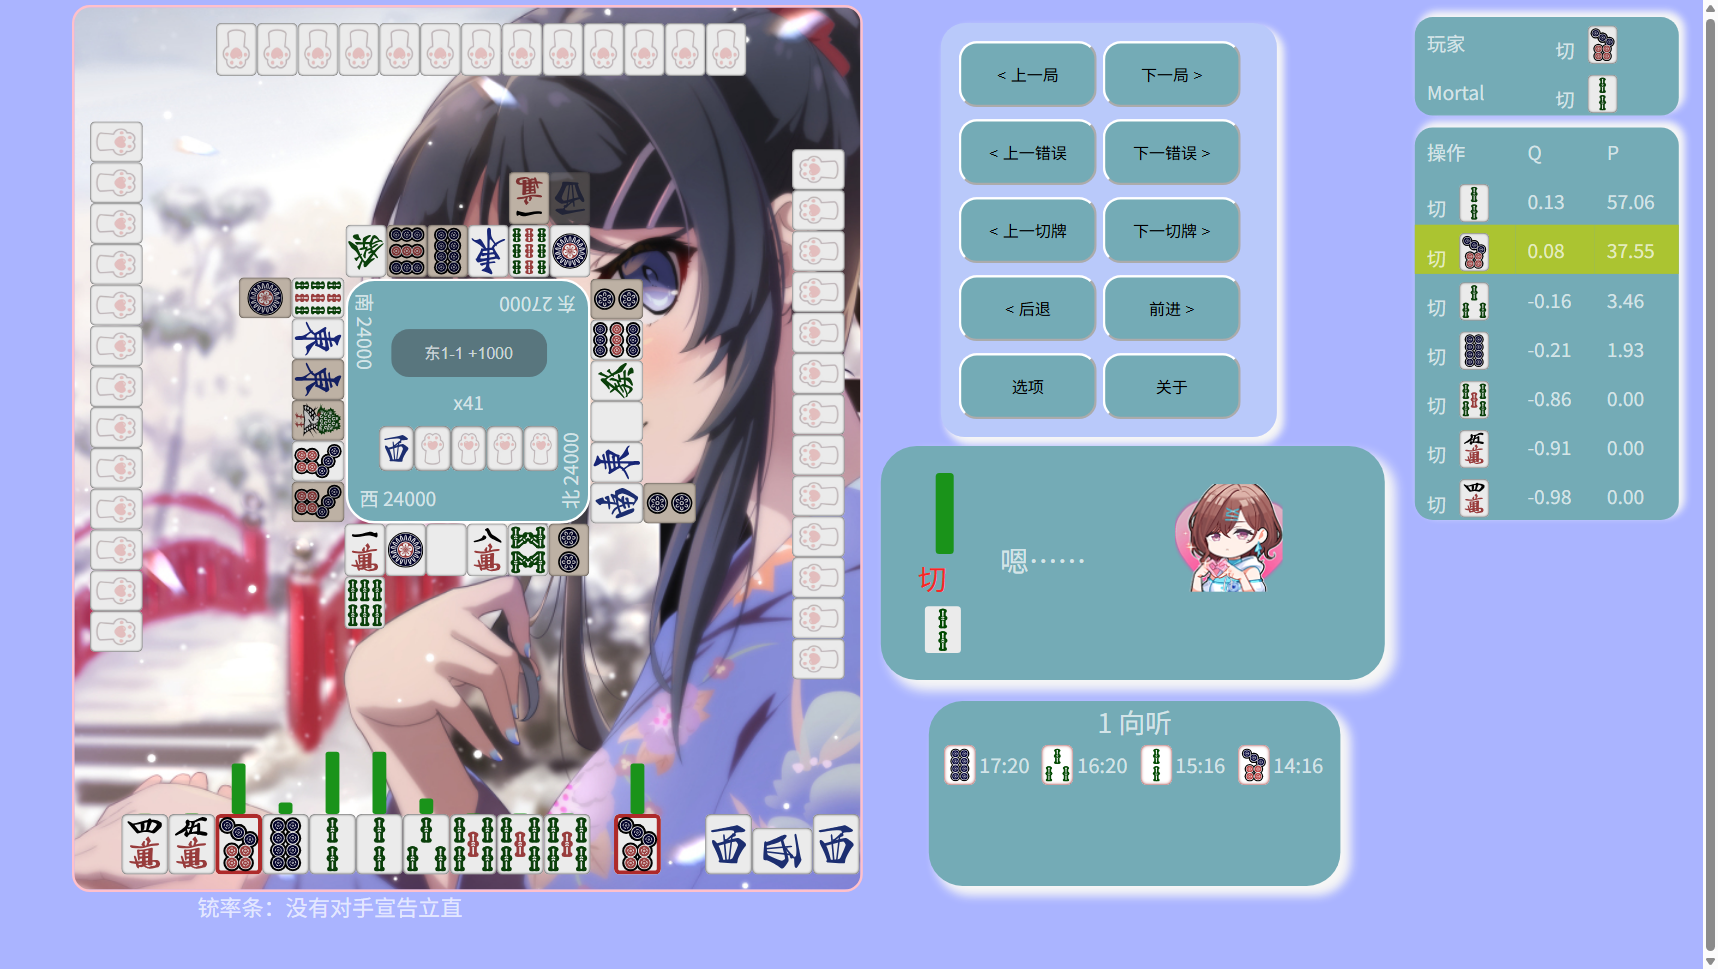 南 24000
东 27000
东1-1 +1000
x41
西 24000
北 24000
铳率条：没有对手宣告立直
< 上一局
下一局 >
< 上一错误
下一错误 >
< 上一切牌
下一切牌 >
< 后退
前进 >
选项
关于
嗯……
切
1 向听
17:20
16:20
15:16
14:16
玩家 切
Mortal 切
操作 Q P
切 0.13 57.06
切 0.08 37.55
切 -0.16 3.46
切 -0.21 1.93
切 -0.86 0.00
切 -0.91 0.00
切 -0.98 0.00